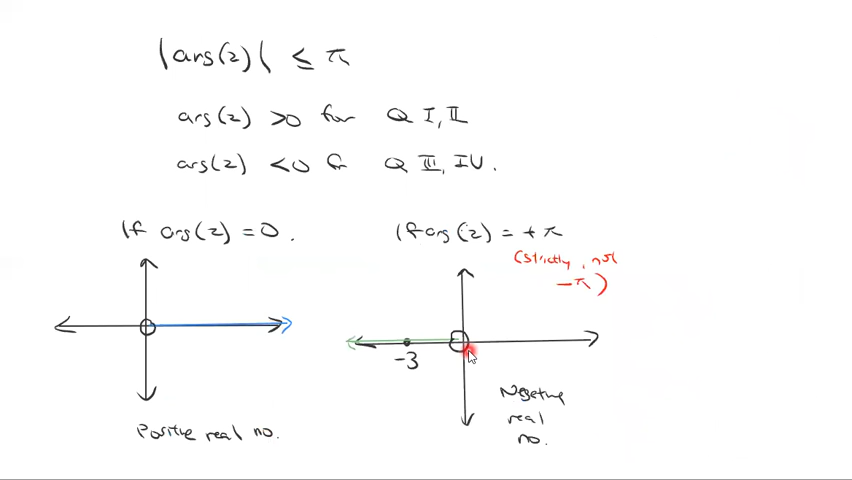 |arg(z)| ≤ π
arg(z) >0 for Q I, II
arg(z) <0 fr Q III, IV.
If arg(z) = 0.
If arg(z) = +π
(strictly, not
-π)
-3
Positive real no.
Negative
real
no.